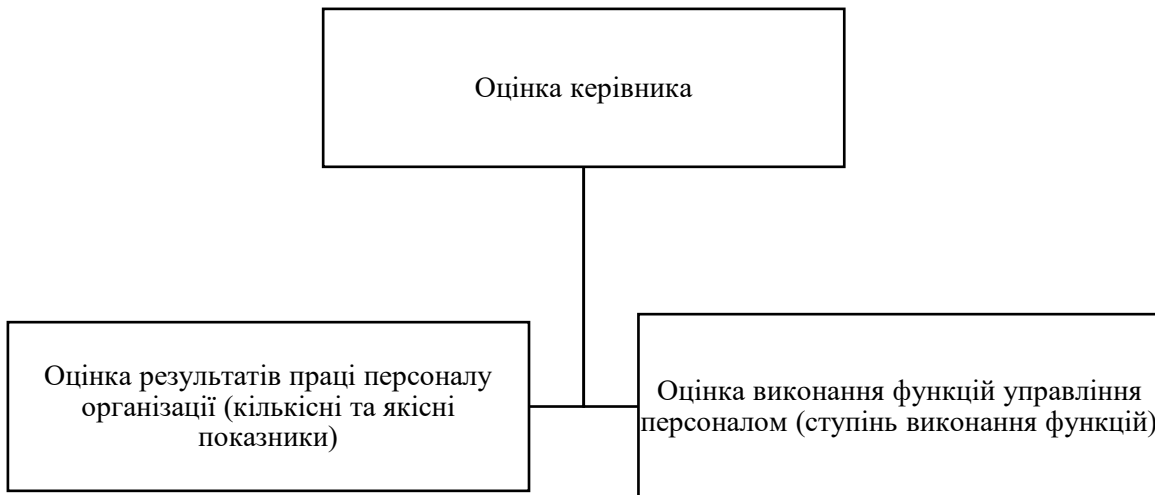 Оцінка керівника
Оцінка результатів праці персоналу
організації (кількісні та якісні
показники)
Оцінка виконання функцій управління
персоналом (ступінь виконання функцій)